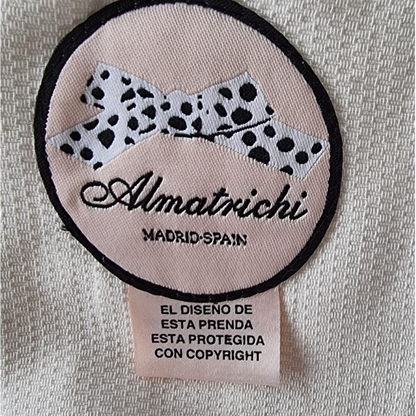 Almatrichi
MADRID-SPAIN
EL DISEÑO DE
ESTA PRENDA
ESTA PROTEGIDA
CON COPYRIGHT